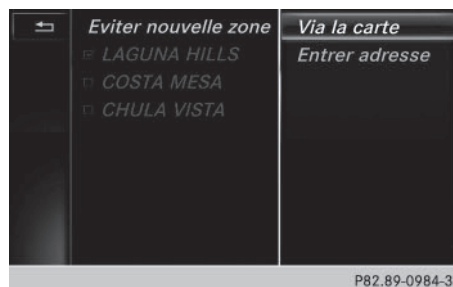 Eviter nouvelle zone
LAGUNA HILLS
COSTA MESA
CHULA VISTA
Via la carte
Entrer adresse
P82.89-0984-3